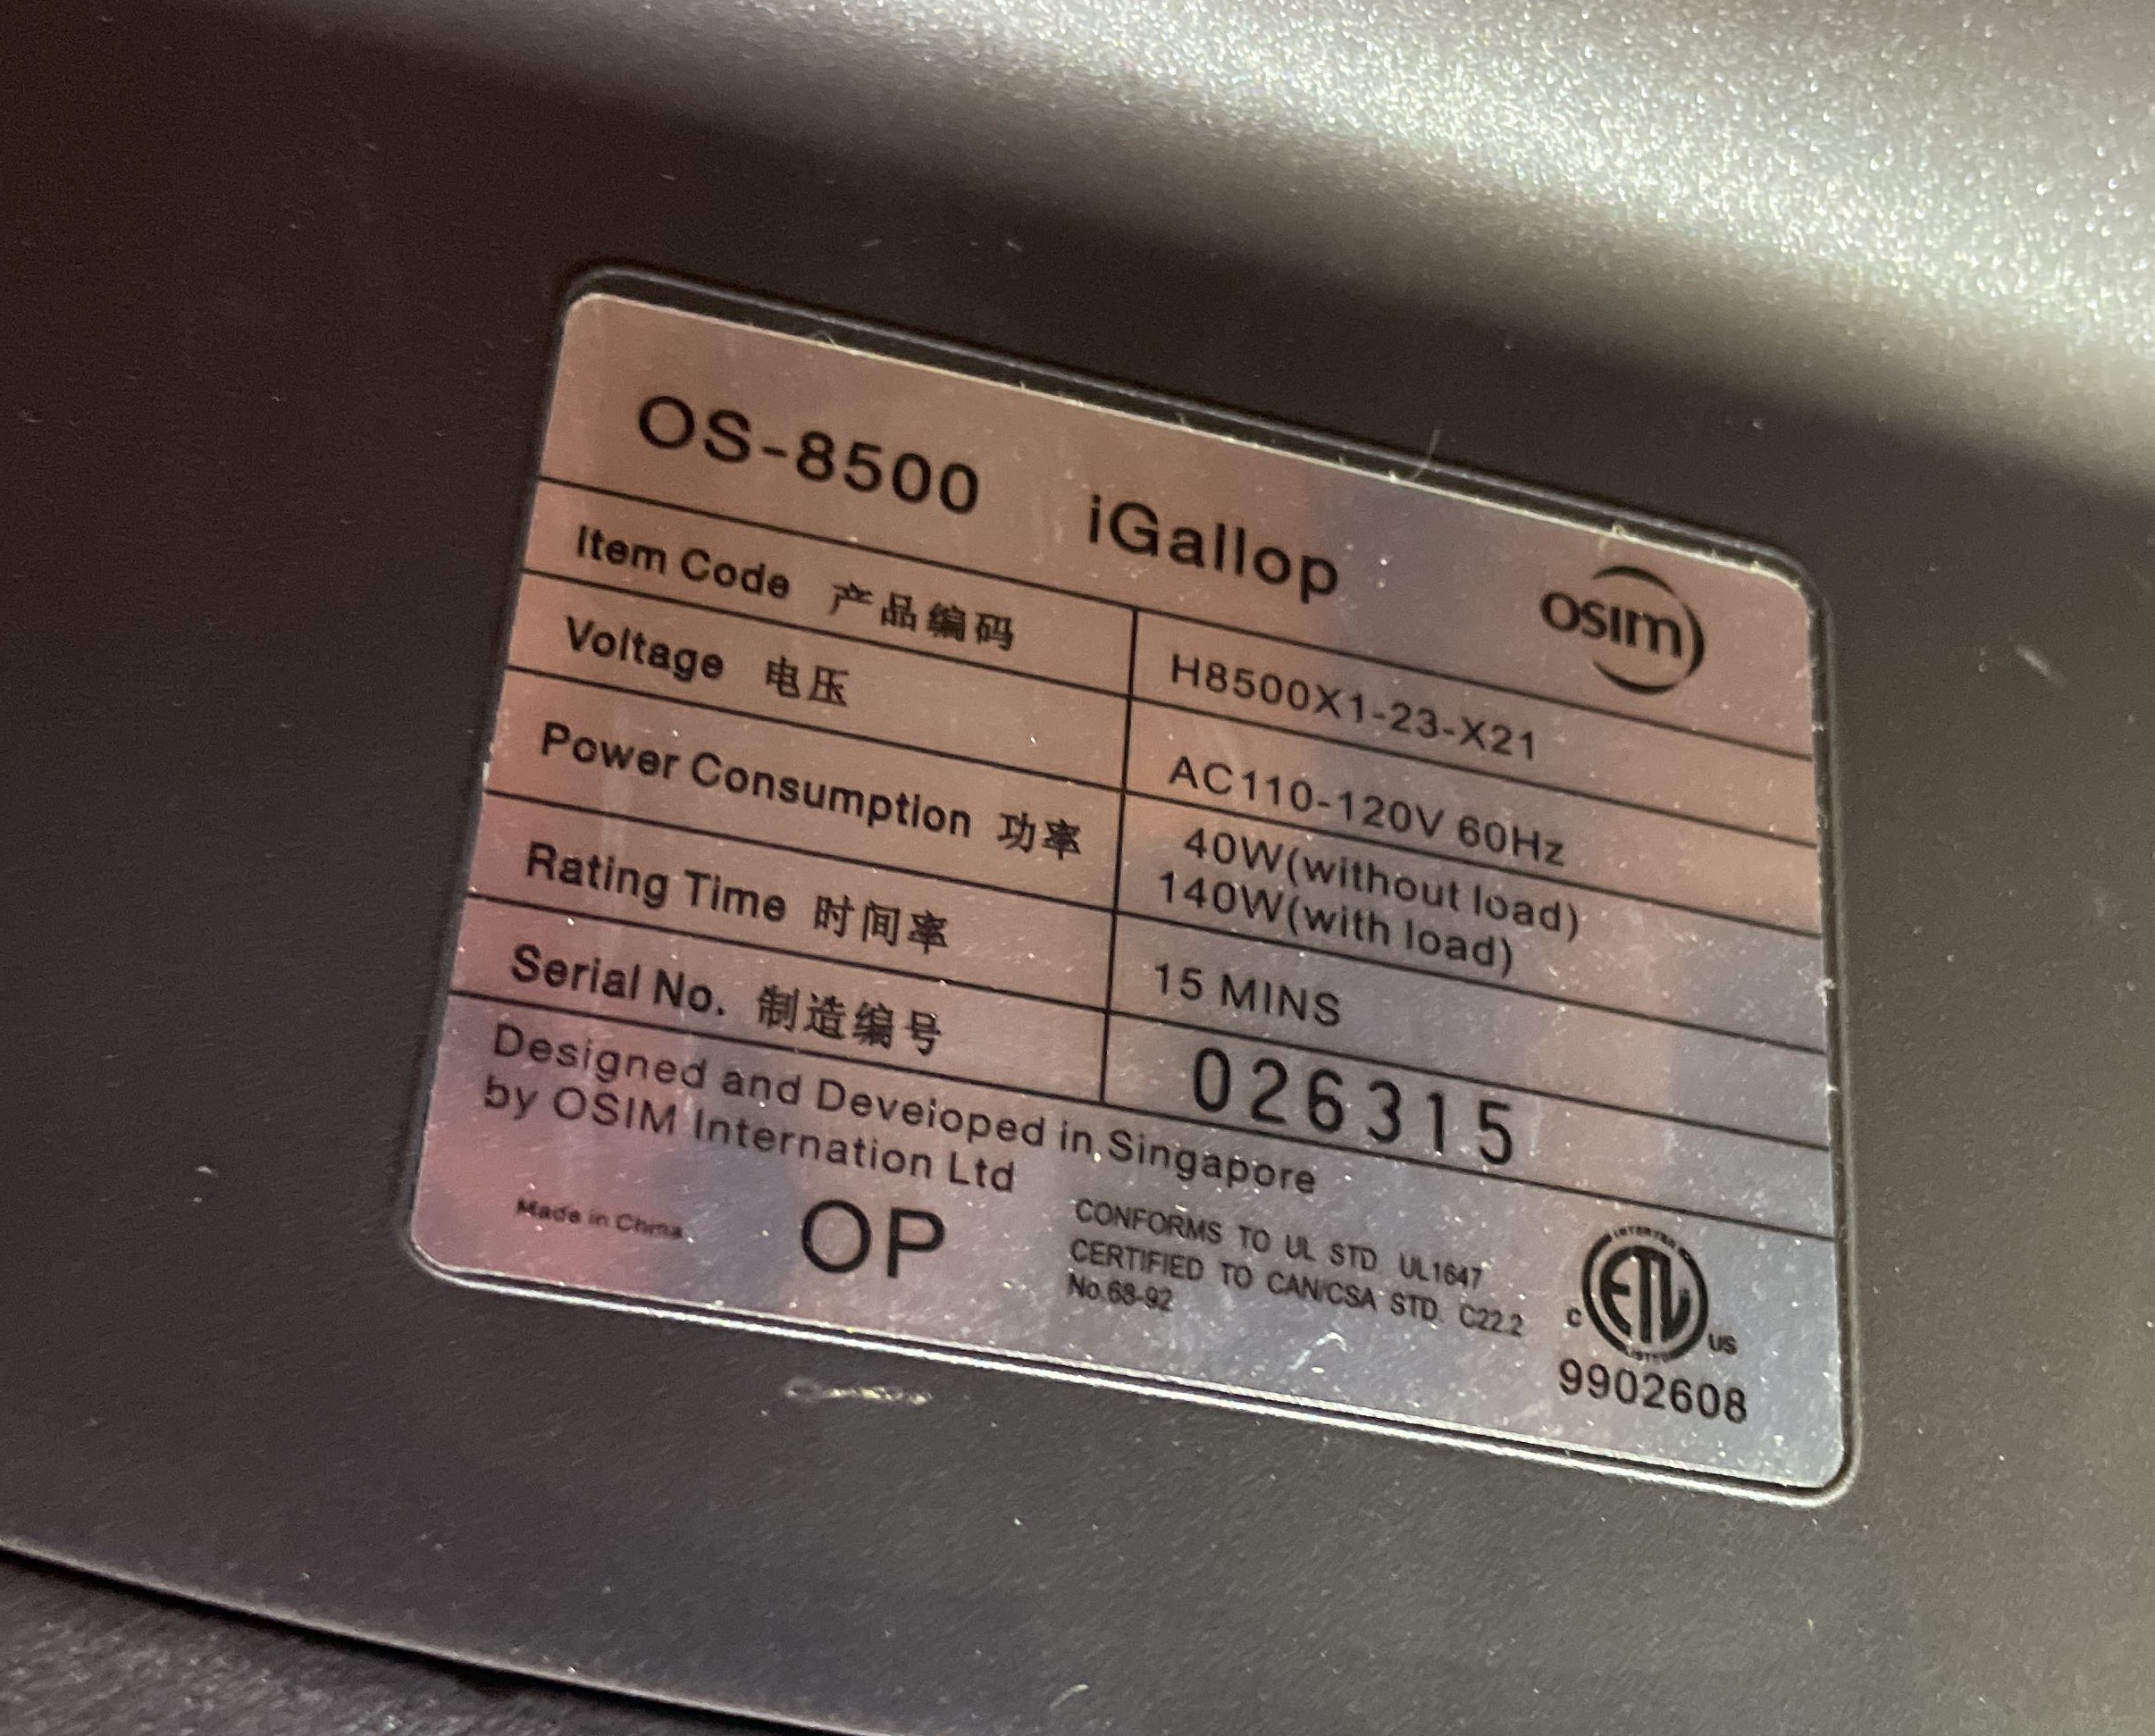 OS-8500 iGallop
OSIM
Item Code 产品编码 H8500X1-23-X21
Voltage 电压 AC110-120V 60Hz
Power Consumption 功率 40W(without load)
140W(with load)
Rating Time 时间率 15 MINS
Serial No. 制造编号 026315
Designed and Deveioped in Singapore
by OSIM Internation Ltd
Made in China
OP
CONFORMS TO UL STD UL1647
CERTIFIED TO CAN/CSA STD. C22.2
No.68-92
INTERTEK
C ETL US
LISTED
9902608